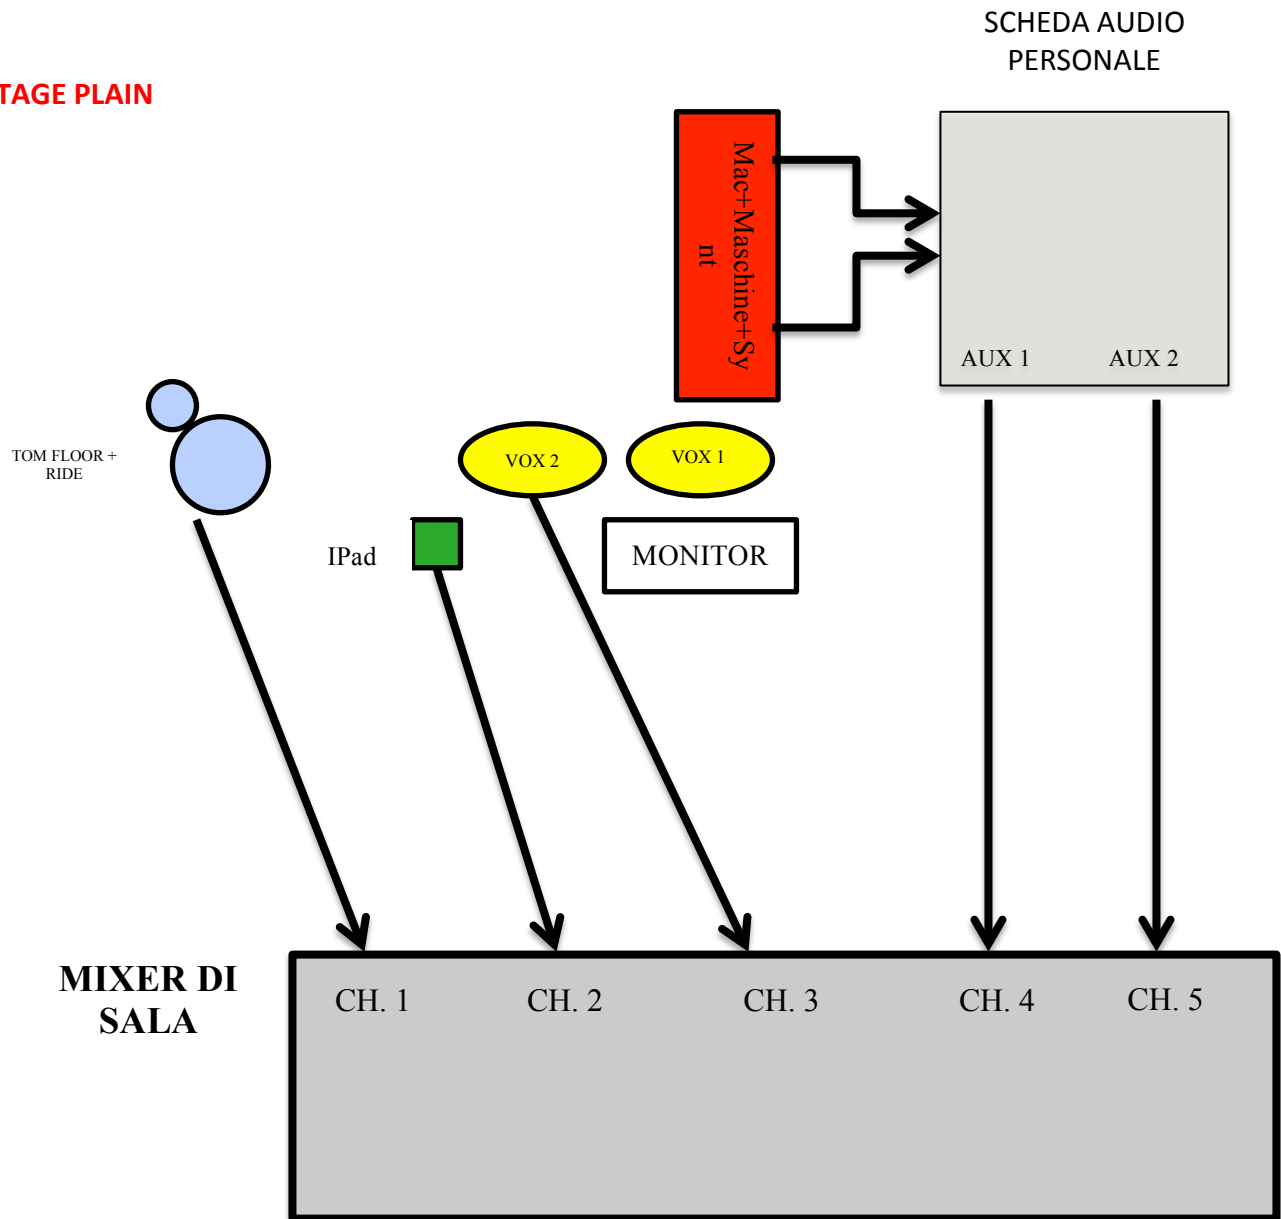 SCHEDA AUDIO
PERSONALE
TAGE PLAIN
Mac+Maschine+Sy
nt
AUX 1
AUX 2
TOM FLOOR +
RIDE
VOX 2
VOX 1
IPad
MONITOR
MIXER DI
SALA
CH. 1
CH. 2
CH. 3
CH. 4
CH. 5